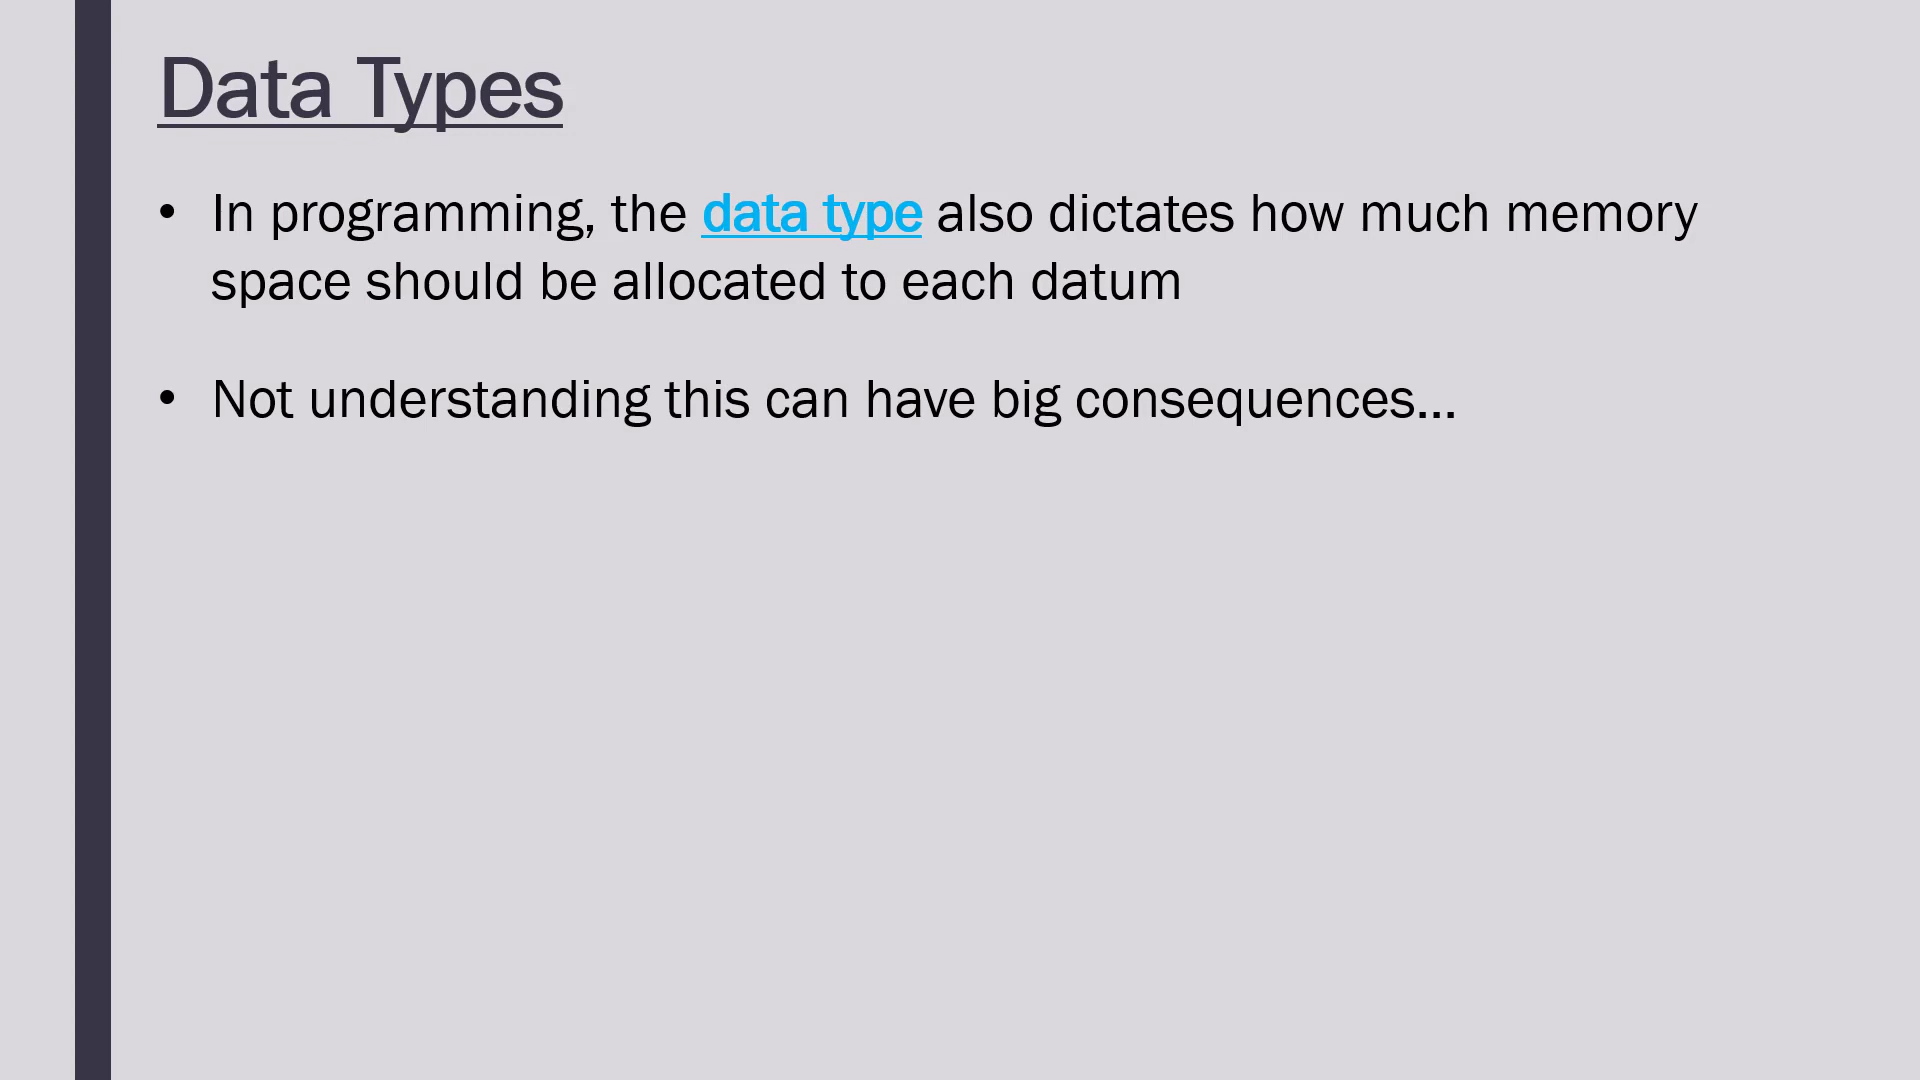 Data Types
• In programming, the data type also dictates how much memory
space should be allocated to each datum
• Not understanding this can have big consequences...